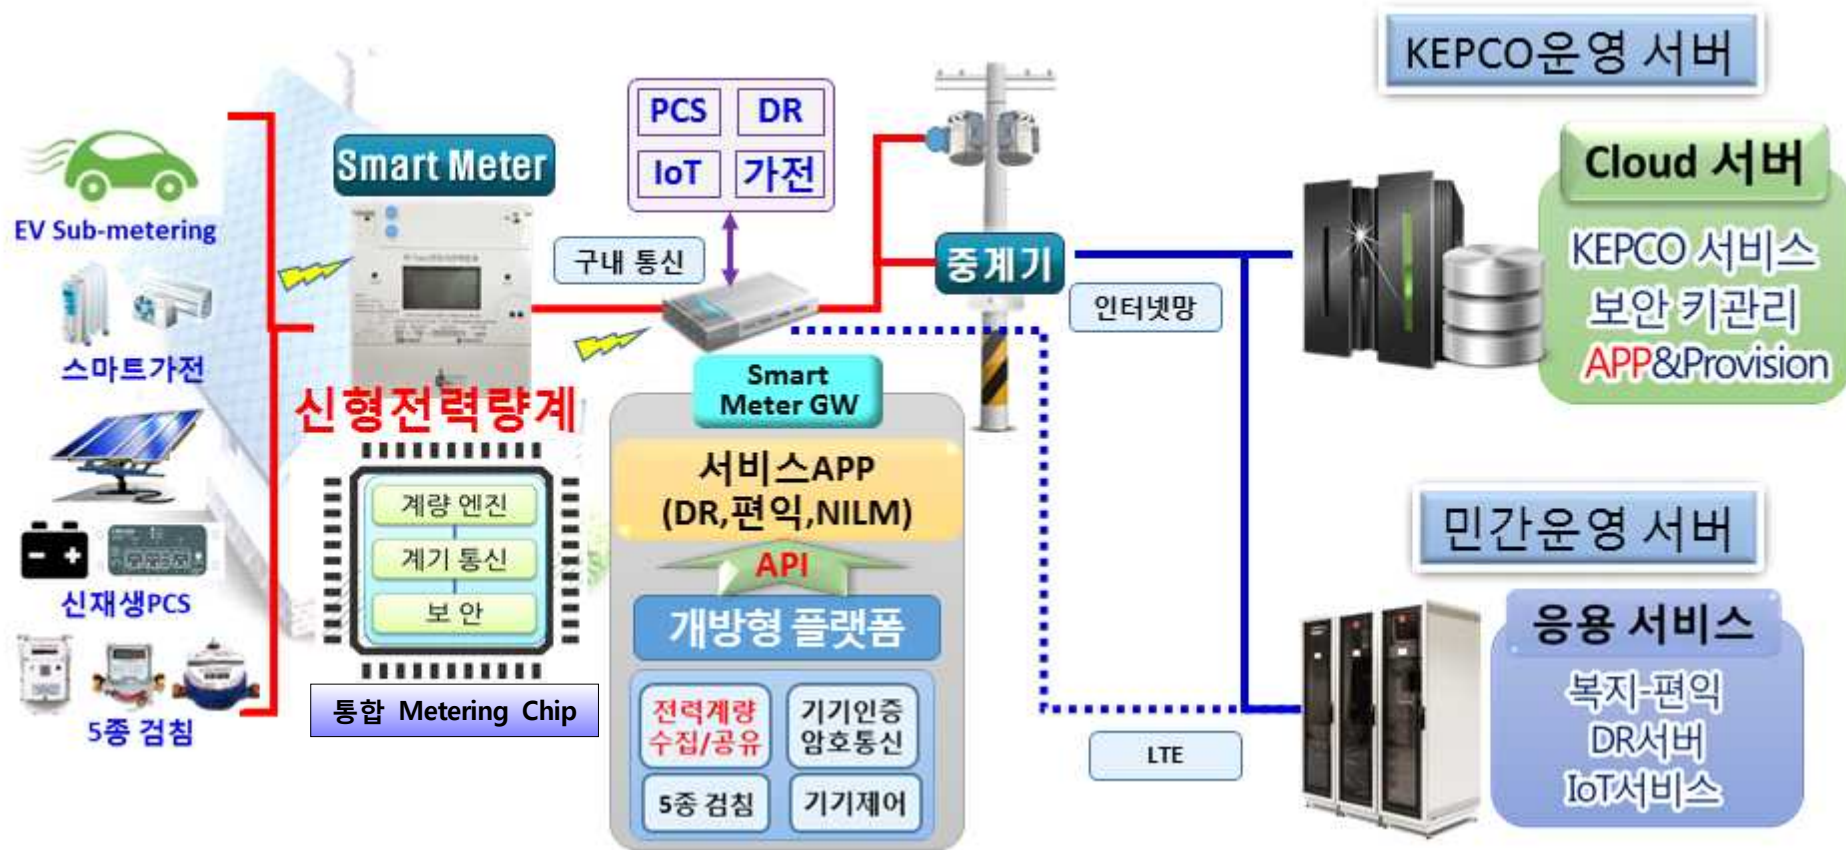 KEPCO운영 서버
PCS
DR
IoT
가전
Smart Meter
Cloud 서버
KEPCO 서비스
보안 키관리
APP&Provision
EV Sub-metering
구내 통신
중계기
인터넷망
스마트가전
신형전력량계
Smart
Meter GW
서비스APP
(DR,편익,NILM)
API
개방형 플랫폼
계량 엔진
계기 통신
보 안
통합 Metering Chip
신재생PCS
5종 검침
전력계량
수집/공유
기기인증
암호통신
5종 검침
기기제어
LTE
민간운영 서버
응용 서비스
복지-편익
DR서버
IoT서비스